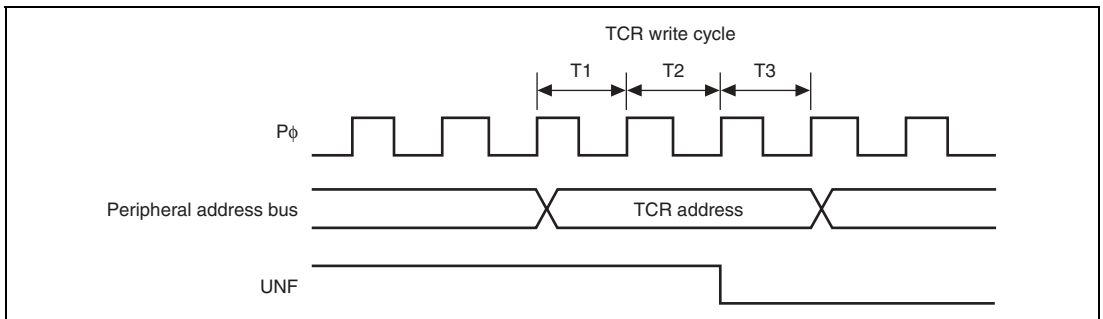 TCR write cycle
T1 T2 T3
Pϕ
Peripheral address bus
TCR address
UNF